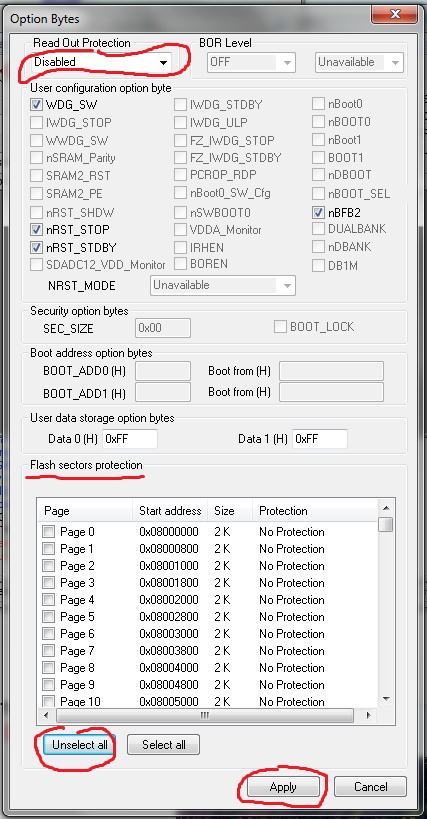 Option Bytes
Read Out Protection BOR Level
Disabled OFF Unavailable
User configuration option byte
WDG_SW IWDG_STDBY nBoot0
IWDG_STOP IWDG_ULP nBOOT0
WWDG_SW FZ_IWDG_STOP nBoot1
nSRAM_Parity FZ_IWDG_STDBY BOOT1
SRAM2_RST PCROP_RDP nDBOOT
SRAM2_PE nBoot0_SW_Cfg nBOOT_SEL
nRST_SHDW nSWBOOT0 nBFB2
nRST_STOP VDDA_Monitor DUALBANK
nRST_STDBY IRHEN nDBANK
SDADC12_VDD_Monitor BOREN DB1M
NRST_MODE Unavailable
Security option bytes
SEC_SIZE 0x00 BOOT_LOCK
Boot address option bytes
BOOT_ADD0 (H) Boot from (H)
BOOT_ADD1 (H) Boot from (H)
User data storage option bytes
Data 0 (H) 0xFF Data 1 (H) 0xFF
Flash sectors protection
Page Start address Size Protection
Page 0 0x08000000 2 K No Protection
Page 1 0x08000800 2 K No Protection
Page 2 0x08001000 2 K No Protection
Page 3 0x08001800 2 K No Protection
Page 4 0x08002000 2 K No Protection
Page 5 0x08002800 2 K No Protection
Page 6 0x08003000 2 K No Protection
Page 7 0x08003800 2 K No Protection
Page 8 0x08004000 2 K No Protection
Page 9 0x08004800 2 K No Protection
Page 10 0x08005000 2 K No Protection
Unselect all Select all
Apply Cancel